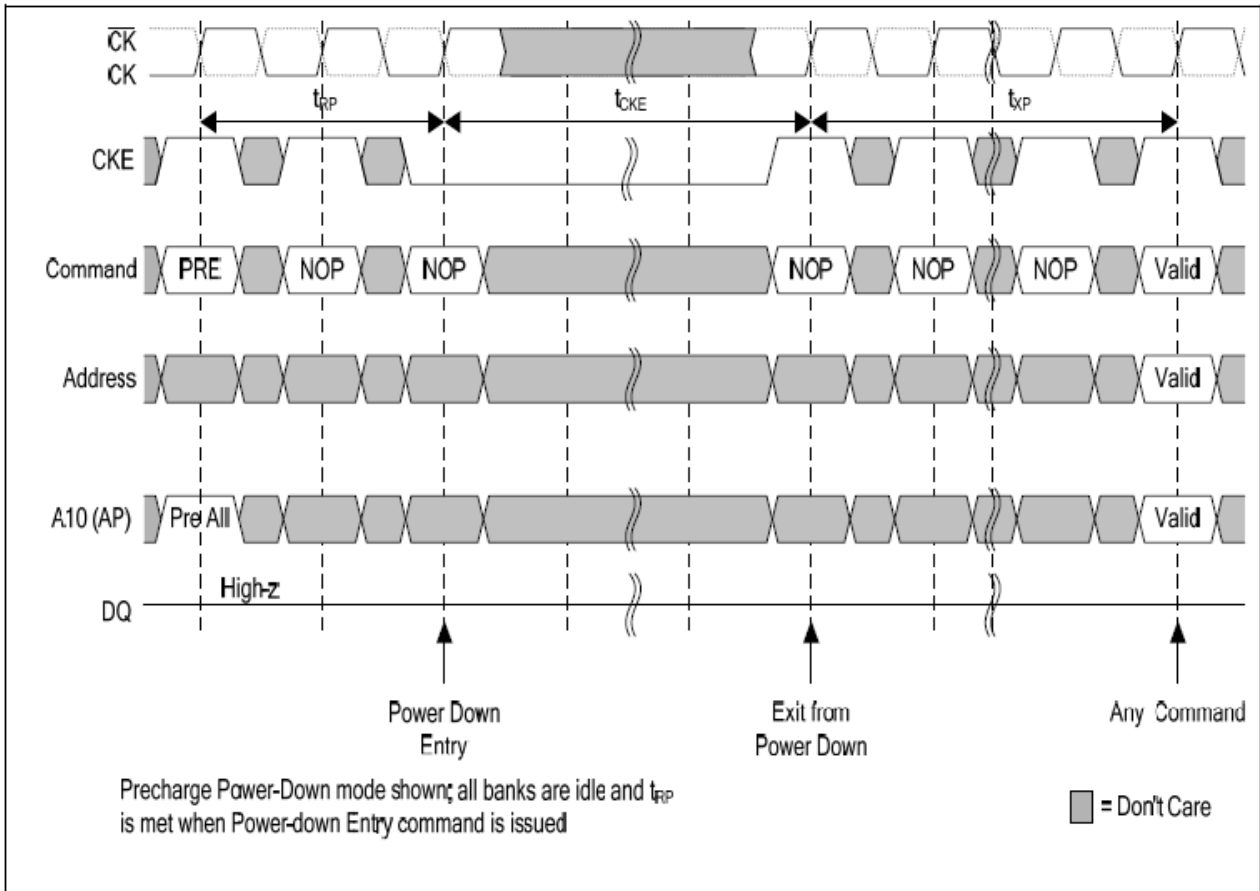 CK
CK
tRP
tCKE
tXP
CKE
Command PRE NOP NOP NOP NOP NOP Valid
Address Valid
A10 (AP) Pre All Valid
High-z
DQ
Power Down
Entry
Exit from
Power Down
Any Command
Precharge Power-Down mode shown; all banks are idle and tRP
is met when Power-down Entry command is issued
= Don't Care